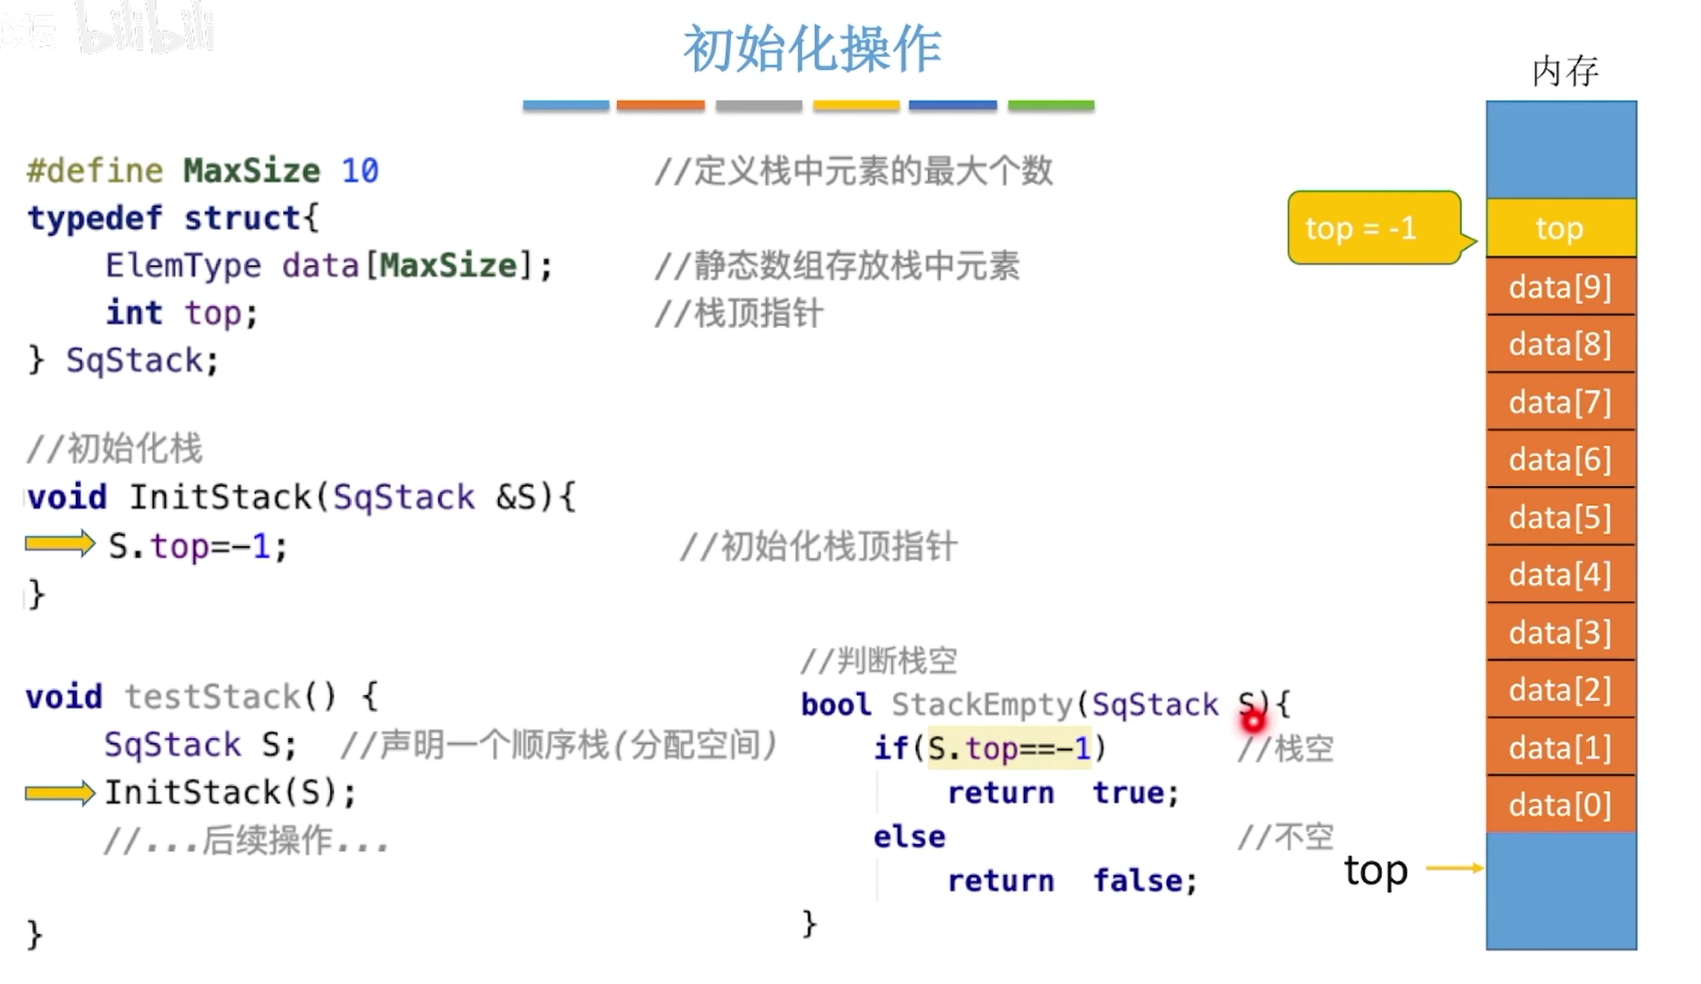 bilibili
初始化操作
#define MaxSize 10 //定义栈中元素的最大个数
typedef struct{
ElemType data[MaxSize]; //静态数组存放栈中元素
int top; //栈顶指针
} SqStack;
//初始化栈
void InitStack(SqStack &S){
S.top=-1; //初始化栈顶指针
}
void testStack() {
SqStack S; //声明一个顺序栈(分配空间)
InitStack(S);
//...后续操作...
}
//判断栈空
bool StackEmpty(SqStack S){
if(S.top==-1) //栈空
return true;
else //不空
return false;
}
内存
top = -1
top
data[9]
data[8]
data[7]
data[6]
data[5]
data[4]
data[3]
data[2]
data[1]
data[0]
top